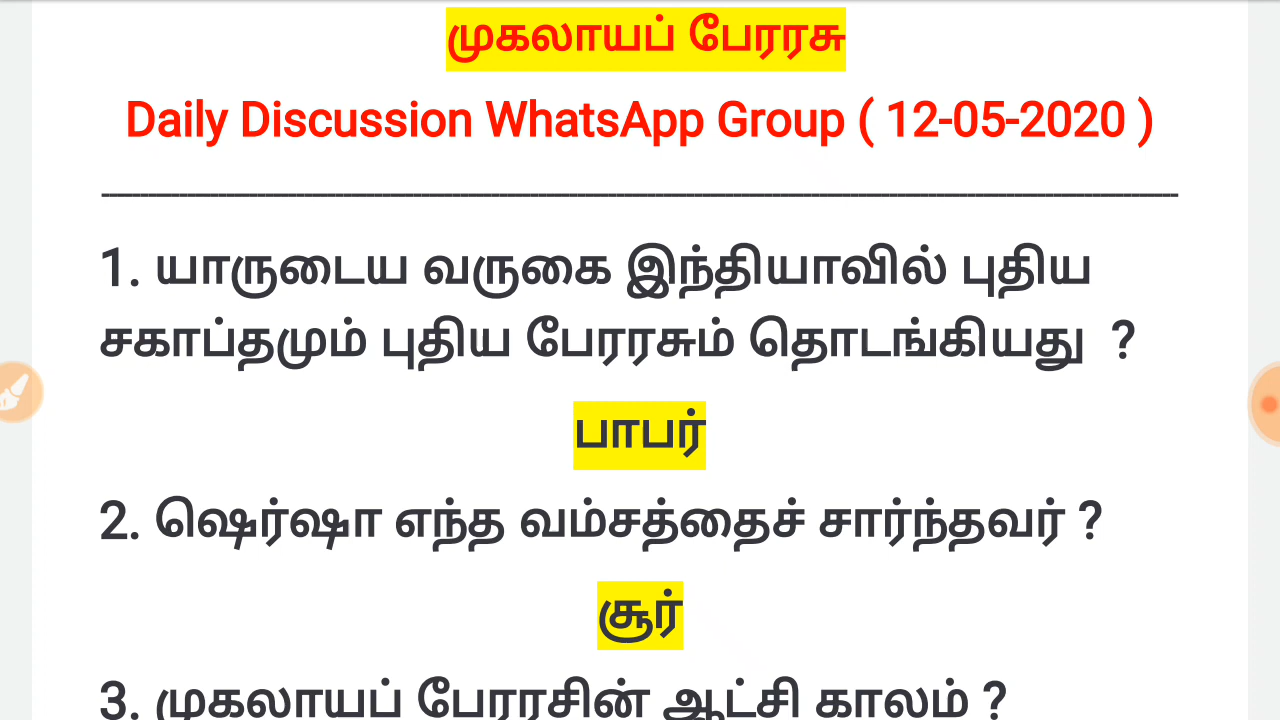 முகலாயப் பேரரசு
Daily Discussion WhatsApp Group ( 12-05-2020 )
1. யாருடைய வருகை இந்தியாவில் புதிய
சகாப்தமும் புதிய பேரரசும் தொடங்கியது ?
பாபர்
2. ஷெர்ஷா எந்த வம்சத்தைச் சார்ந்தவர் ?
சூர்
3. முகலாயப் பேரரசின் ஆட்சி காலம் ?